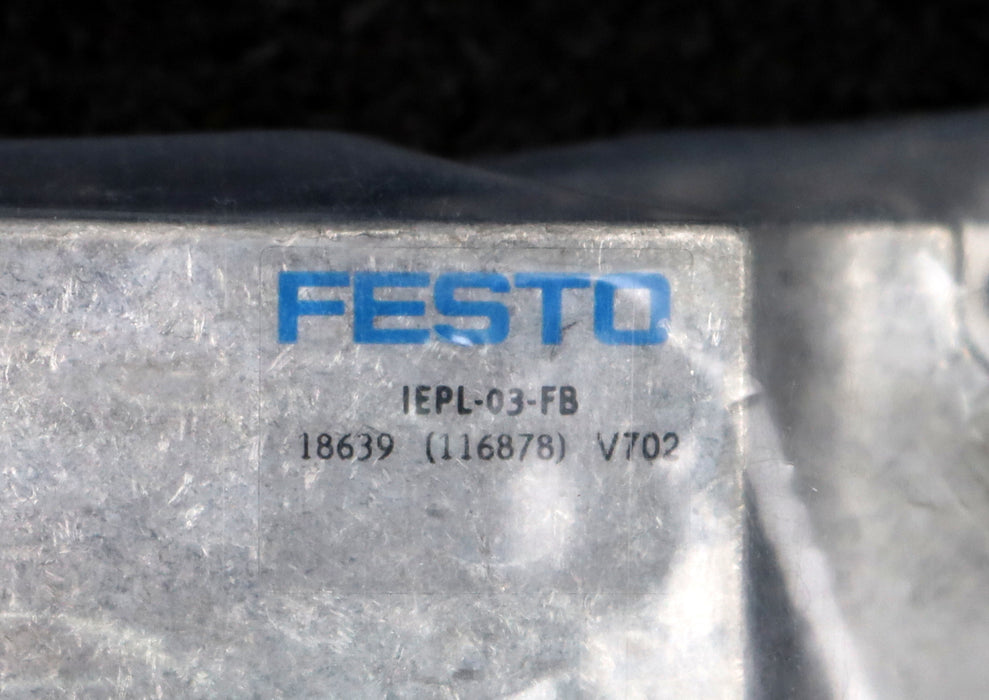 FESTO
IEPL-03-FB
18639 (116878) V702